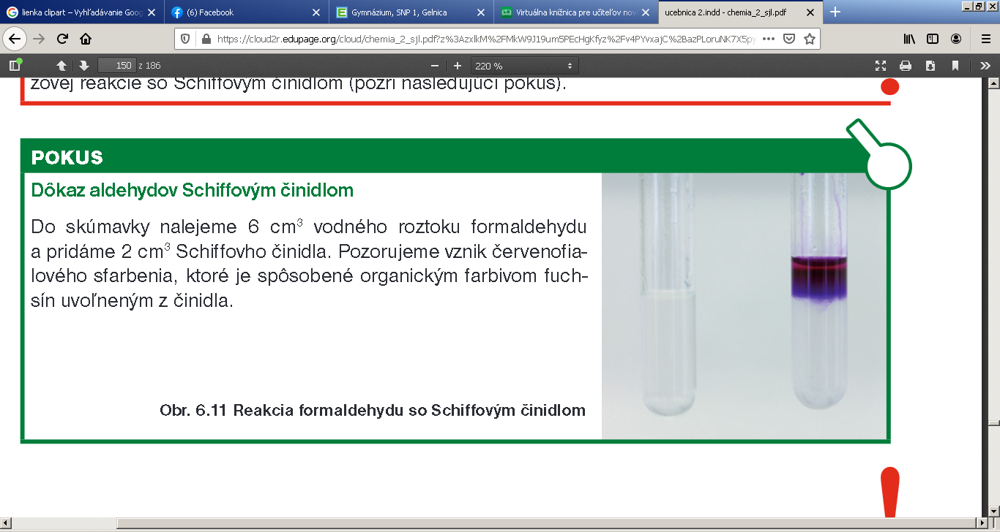 lienka clipart – Vyhľadávanie Goog
(6) Facebook
Gymnázium, SNP 1, Gelnica
Virtuálna knižnica pre učiteľov nov
ucebnica 2.indd - chemia_2_sjl.pdf
https://cloud2r.edupage.org/cloud/chemia_2_sjl.pdf?z%3AzxlkM%2FMkW9J19um5PEcHgKfyz%2Fv4PYvxajC%2BazPLoruNK7X5py
150 z 186
220 %
zovej reakcie so Schiffovým činidlom (pozri nasledujúci pokus).
POKUS
Dôkaz aldehydov Schiffovým činidlom
Do skúmavky nalejeme 6 cm³ vodného roztoku formaldehydu
a pridáme 2 cm³ Schiffovho činidla. Pozorujeme vznik červenofia-
lového sfarbenia, ktoré je spôsobené organickým farbivom fuch-
sín uvoľneným z činidla.
Obr. 6.11 Reakcia formaldehydu so Schiffovým činidlom